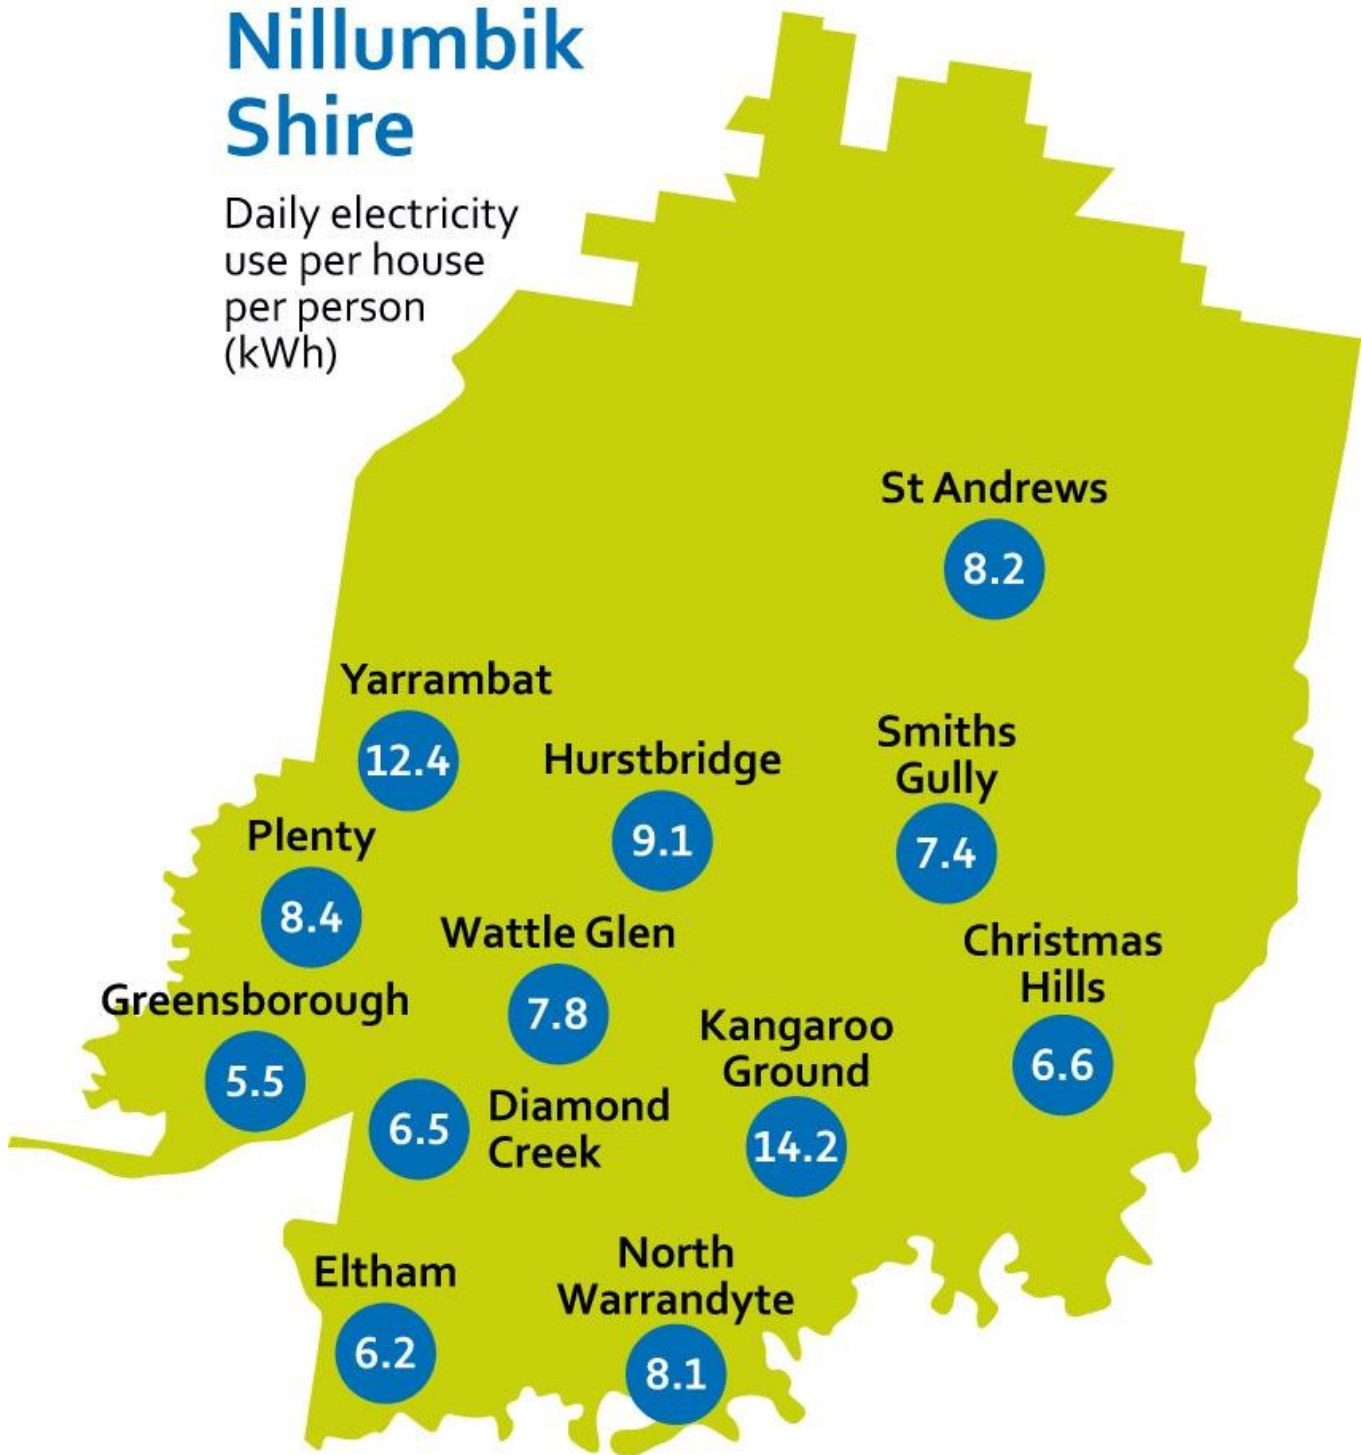 Nillumbik
Shire
Daily electricity
use per house
per person
(kWh)
St Andrews
8.2
Yarrambat
12.4
Hurstbridge
9.1
Smiths
Gully
7.4
Plenty
8.4
Wattle Glen
7.8
Christmas
Hills
6.6
Greensborough
5.5
Kangaroo
Ground
14.2
6.5
Diamond
Creek
Eltham
6.2
North
Warrandyte
8.1